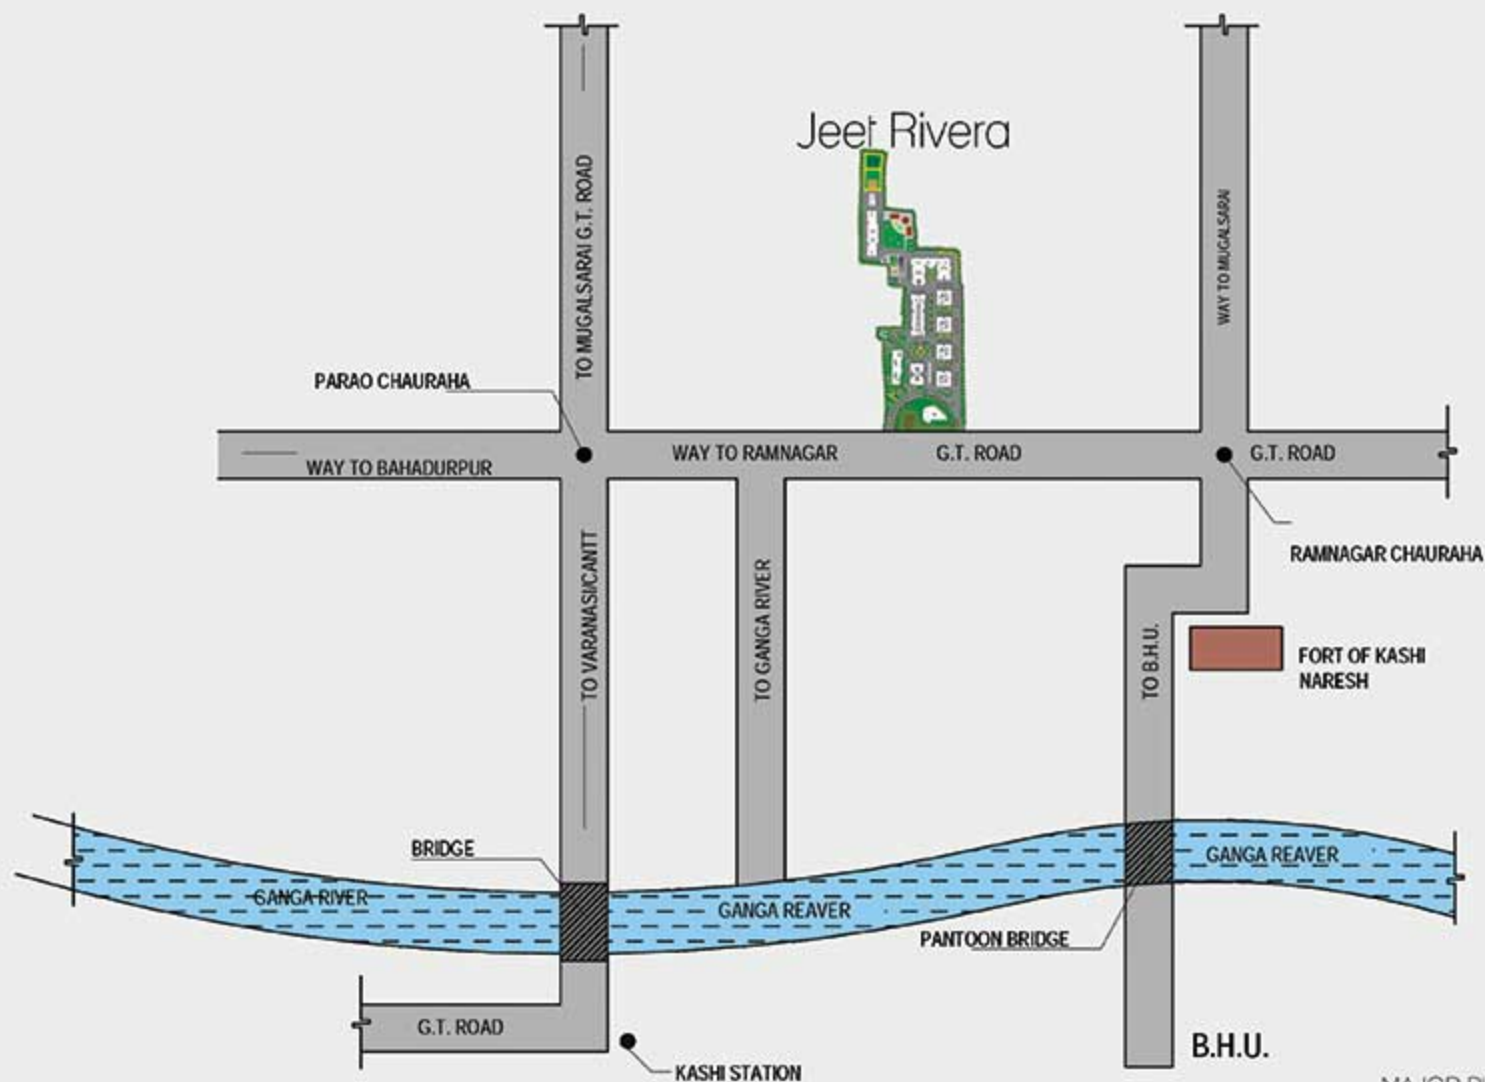 Jeet Rivera
TO MUGALSARAI G.T. ROAD
WAY TO MUGALSARAI
PARAO CHAURAHA
WAY TO BAHADURPUR
WAY TO RAMNAGAR
G.T. ROAD
G.T. ROAD
RAMNAGAR CHAURAHA
TO VARANASI/CANTT
TO GANGA RIVER
TO B.H.U.
FORT OF KASHI
NARESH
BRIDGE
GANGA RIVER
GANGA REAVER
GANGA REAVER
PANTOON BRIDGE
G.T. ROAD
B.H.U.
KASHI STATION